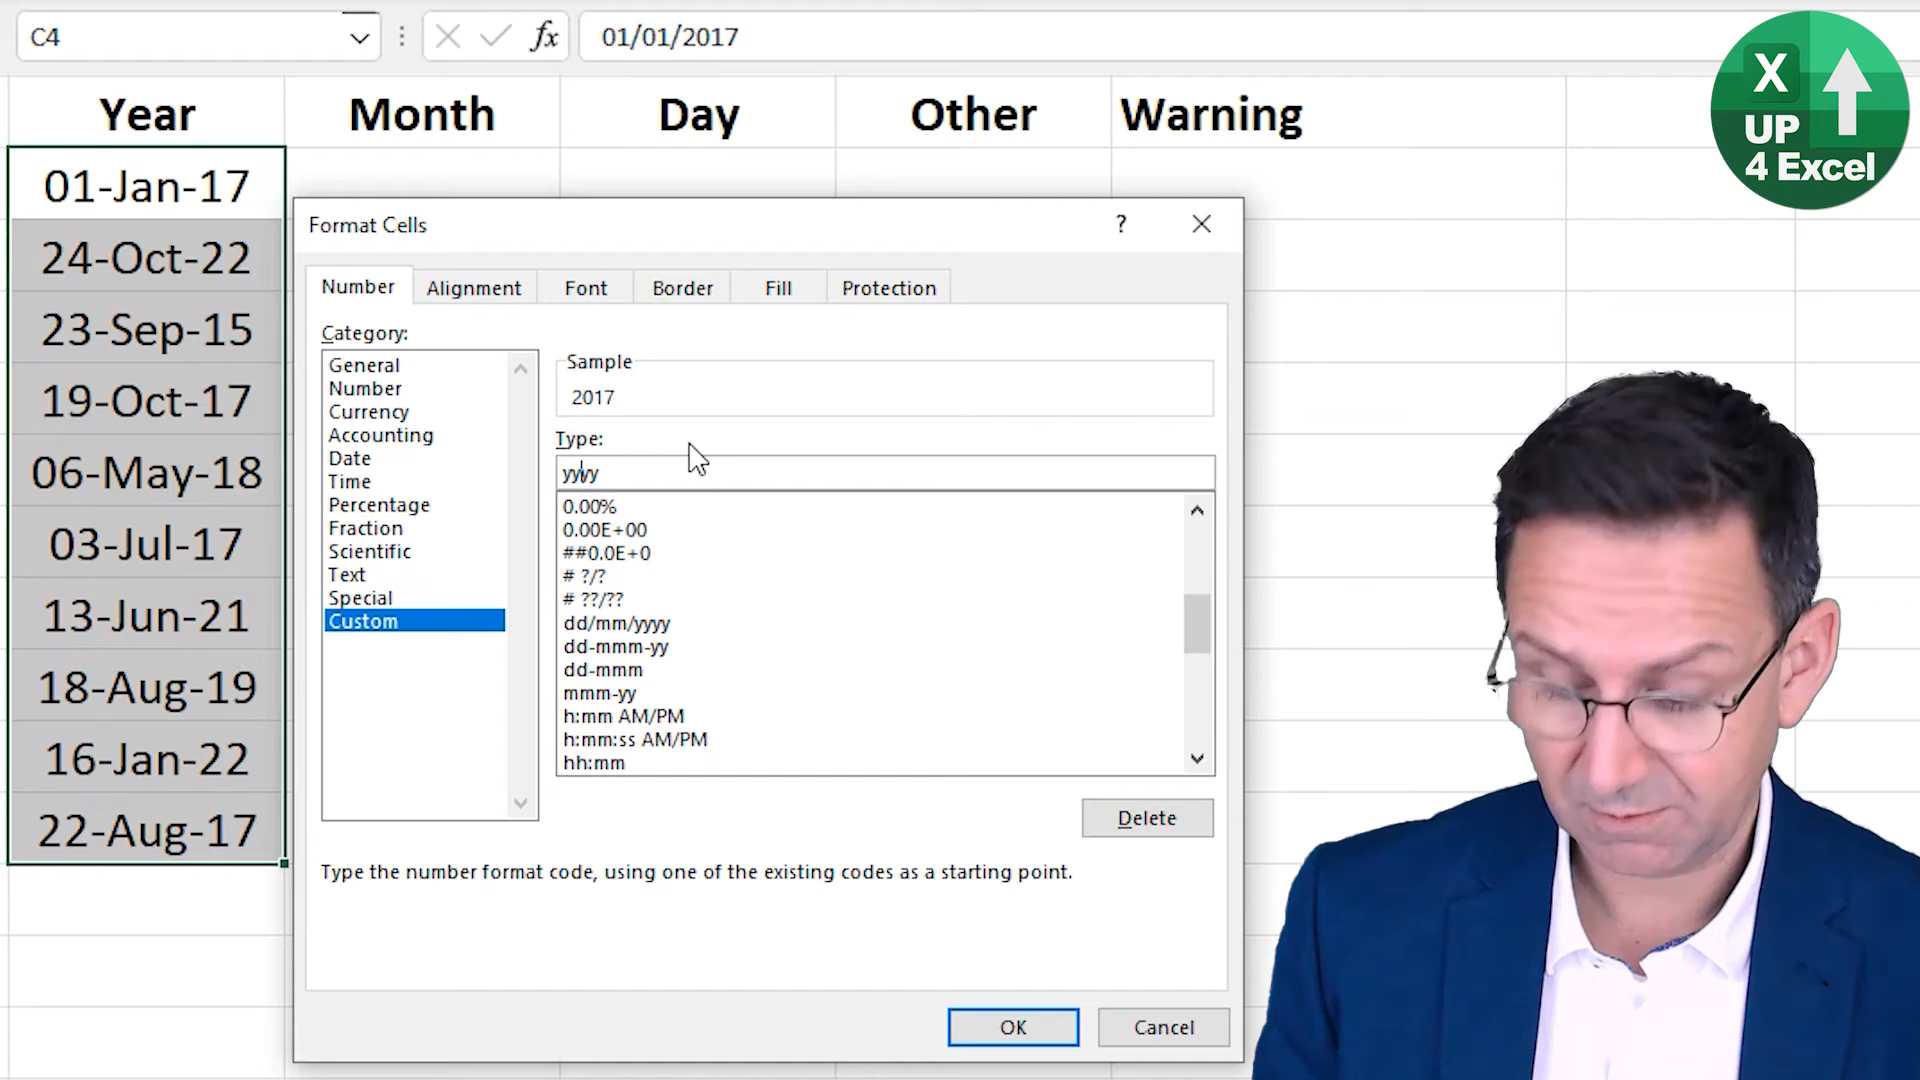 C4
fx
01/01/2017
X
UP
4 Excel
Year Month Day Other Warning
01-Jan-17
24-Oct-22
23-Sep-15
19-Oct-17
06-May-18
03-Jul-17
13-Jun-21
18-Aug-19
16-Jan-22
22-Aug-17
Format Cells ?
Number Alignment Font Border Fill Protection
Category:
General
Number
Currency
Accounting
Date
Time
Percentage
Fraction
Scientific
Text
Special
Custom
Sample
2017
Type:
yyyy
0.00%
0.00E+00
##0.0E+0
# ?/?
# ??/??
dd/mm/yyyy
dd-mmm-yy
dd-mmm
mmm-yy
h:mm AM/PM
h:mm:ss AM/PM
hh:mm
Delete
Type the number format code, using one of the existing codes as a starting point.
OK Cancel